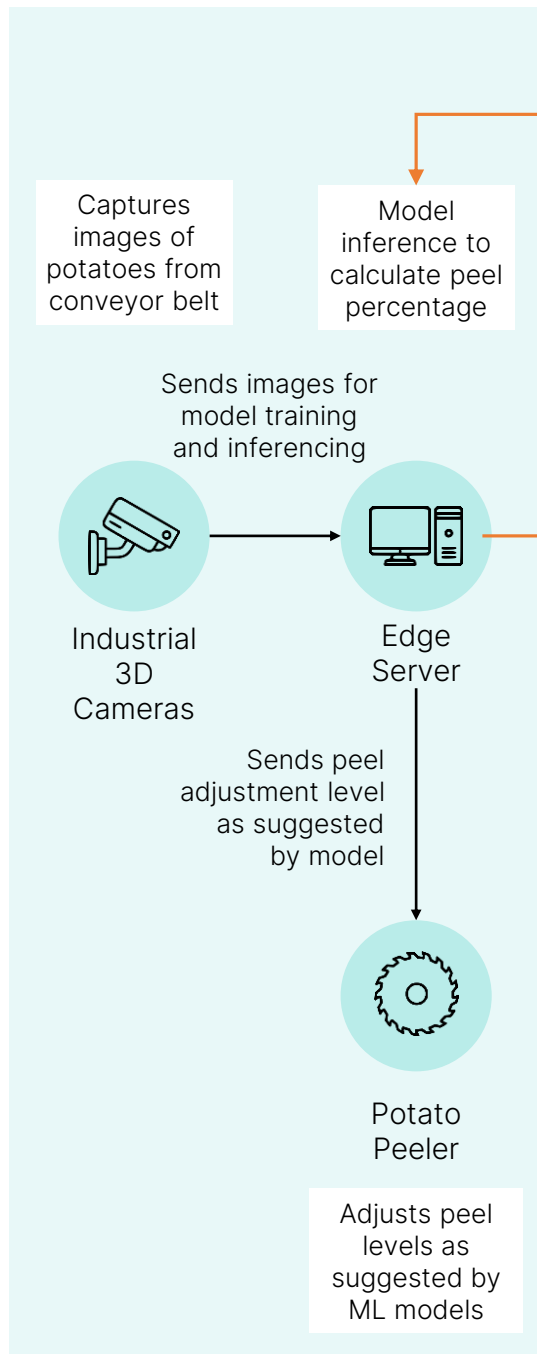 Captures
images of
potatoes from
conveyor belt
Model
inference to
calculate peel
percentage
Sends images for
model training
and inferencing
Industrial
3D
Cameras
Edge
Server
Sends peel
adjustment level
as suggested
by model
Potato
Peeler
Adjusts peel
levels as
suggested by
ML models